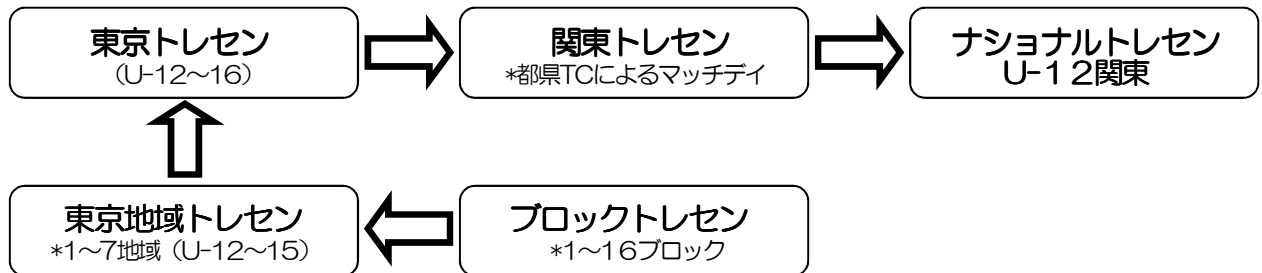 東京トレセン
（U-12～16）
関東トレセン
*都県TCによるマッチデイ
ナショナルトレセン
U-１２関東
東京地域トレセン
*1～7地域（U-12～15）
ブロックトレセン
*1～16ブロック